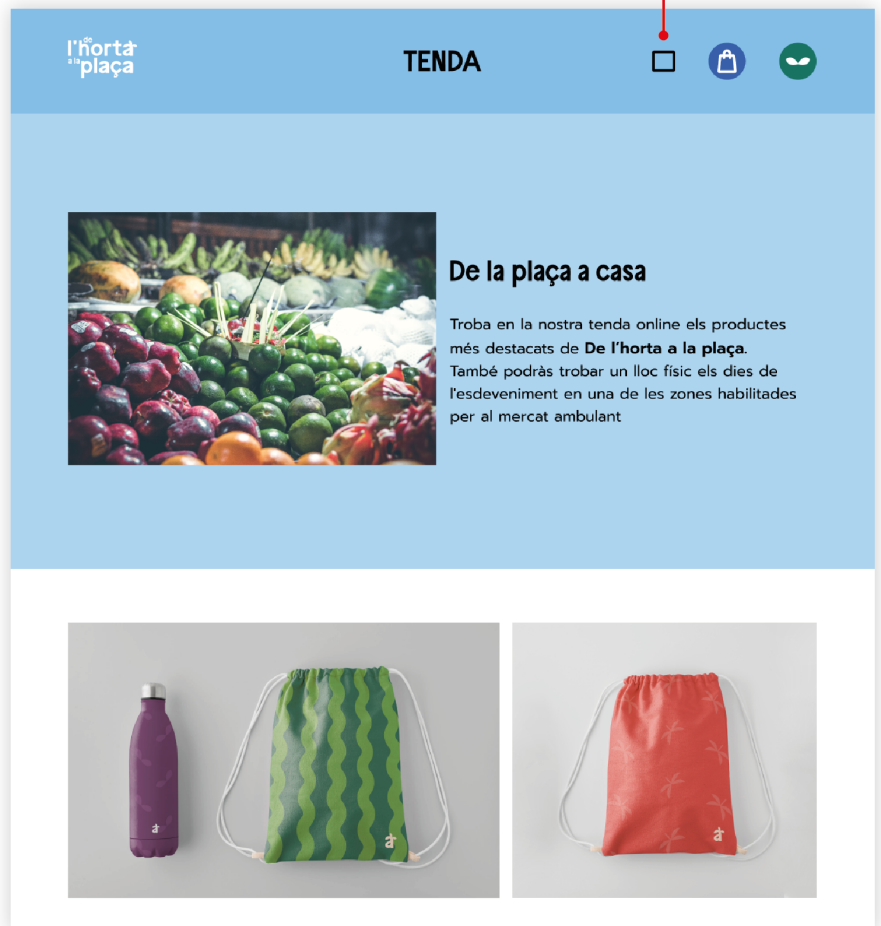 de
l'horta
a la
plaça
TENDA
De la plaça a casa
Troba en la nostra tenda online els productes
més destacats de De l'horta a la plaça.
També podràs trobar un lloc físic els dies de
l'esdeveniment en una de les zones habilitades
per al mercat ambulant